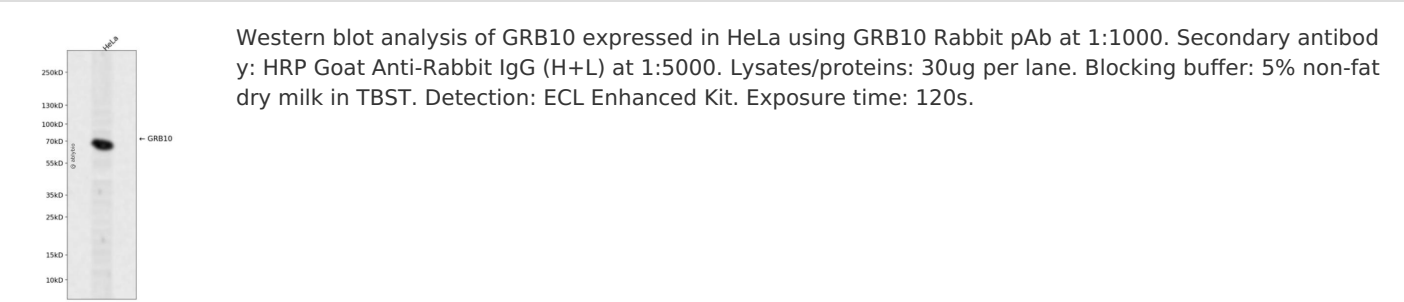 Western blot analysis of GRB10 expressed in HeLa using GRB10 Rabbit pAb at 1:1000. Secondary antibod
y: HRP Goat Anti-Rabbit IgG (H+L) at 1:5000. Lysates/proteins: 30ug per lane. Blocking buffer: 5% non-fat
dry milk in TBST. Detection: ECL Enhanced Kit. Exposure time: 120s.
HeLa
250kD
130kD
100kD
70kD
← GRB10
55kD
35kD
25kD
15kD
10kD